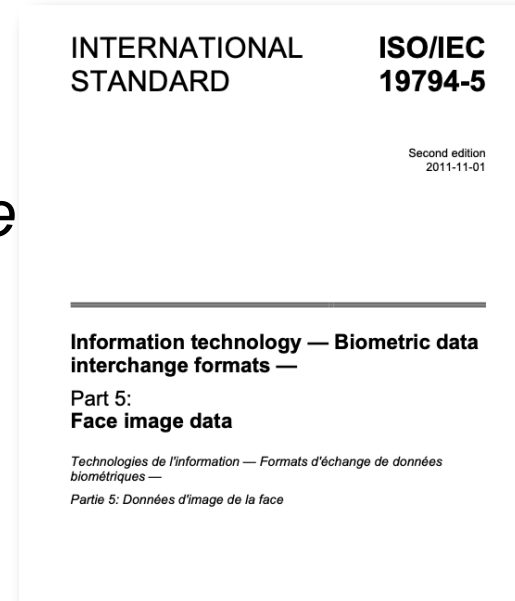 INTERNATIONAL STANDARD
ISO/IEC 19794-5
Second edition
2011-11-01
e
Information technology — Biometric data
interchange formats —
Part 5:
Face image data
Technologies de l'information — Formats d'échange de données
biométriques —
Partie 5: Données d'image de la face